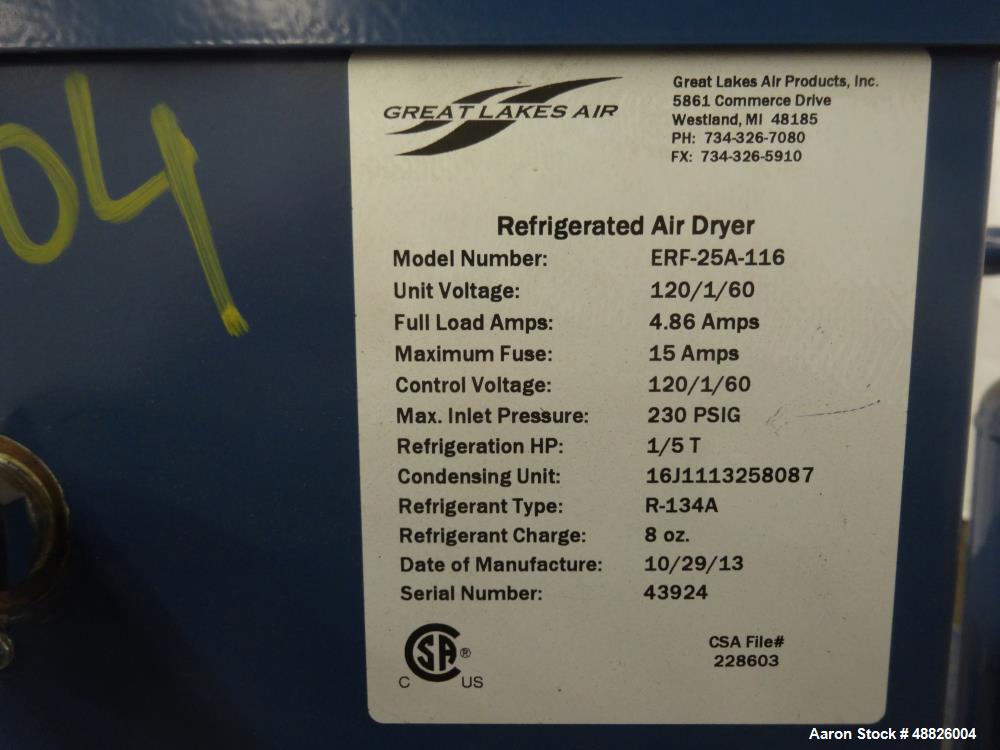 04
GREAT LAKES AIR
Great Lakes Air Products, Inc.
5861 Commerce Drive
Westland, MI 48185
PH: 734-326-7080
FX: 734-326-5910
Refrigerated Air Dryer
Model Number: ERF-25A-116
Unit Voltage: 120/1/60
Full Load Amps: 4.86 Amps
Maximum Fuse: 15 Amps
Control Voltage: 120/1/60
Max. Inlet Pressure: 230 PSIG
Refrigeration HP: 1/5 T
Condensing Unit: 16J1113258087
Refrigerant Type: R-134A
Refrigerant Charge: 8 oz.
Date of Manufacture: 10/29/13
Serial Number: 43924
CSA ®
C US
CSA File#
228603
Aaron Stock # 48826004